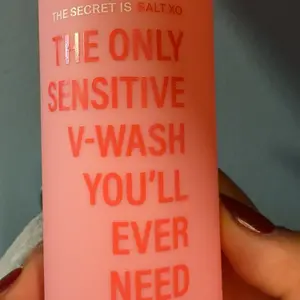 THE SECRET IS SALT XO
THE ONLY
SENSITIVE
V-WASH
YOU'LL
EVER
NEED